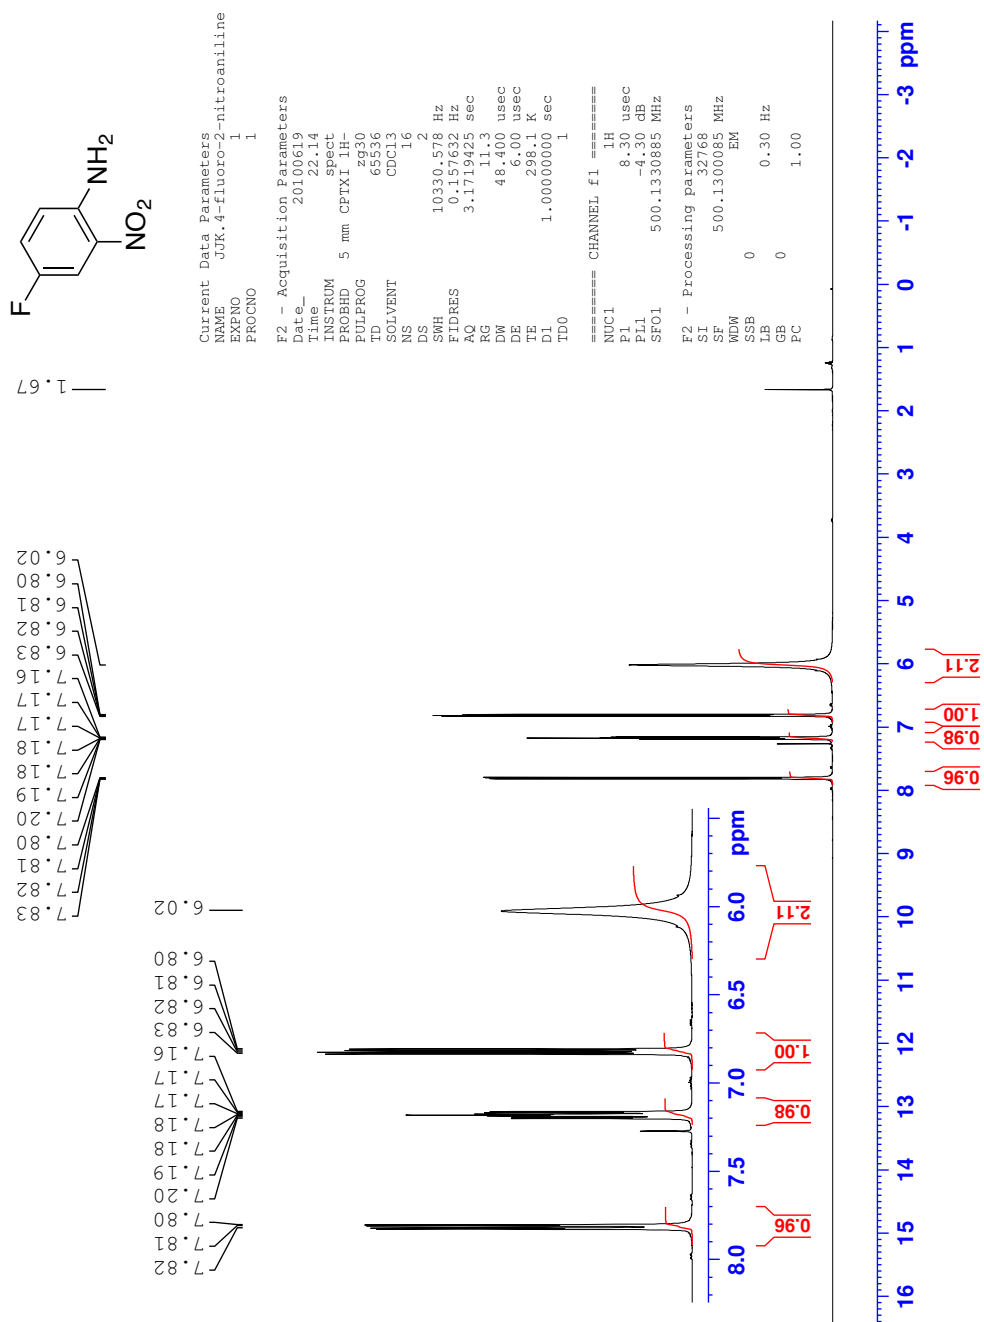 F
NH2
NO2
Current Data Parameters
NAME JJK.4-fluoro-2-nitroaniline
EXPNO 1
PROCNO 1
F2 - Acquisition Parameters
Date_ 20100619
Time 22.14
INSTRUM spect
PROBHD 5 mm CPTXI 1H-
PULPROG zg30
TD 65536
SOLVENT CDCl3
NS 16
DS 2
SWH 10330.578 Hz
FIDRES 0.157632 Hz
AQ 3.1719425 sec
RG 11.3
DW 48.400 usec
DE 6.00 usec
TE 298.1 K
D1 1.00000000 sec
TD0 1
======== CHANNEL f1 ========
NUC1 1H
P1 8.30 usec
PL1 -4.30 dB
SFO1 500.1330885 MHz
F2 - Processing parameters
SI 32768
SF 500.1300085 MHz
WDW EM
SSB 0
LB 0.30 Hz
GB 0
PC 1.00
7.83
7.82
7.81
7.80
7.20
7.19
7.18
7.18
7.17
7.17
7.16
6.83
6.82
6.81
6.80
6.02
1.67
7.82
7.81
7.80
7.20
7.19
7.18
7.18
7.17
7.17
7.16
6.83
6.82
6.81
6.80
6.02
8.0 7.5 7.0 6.5 6.0 ppm
0.96 0.98 1.00 2.11
16 15 14 13 12 11 10 9 8 7 6 5 4 3 2 1 0 -1 -2 -3 ppm
0.96 0.98 1.00 2.11